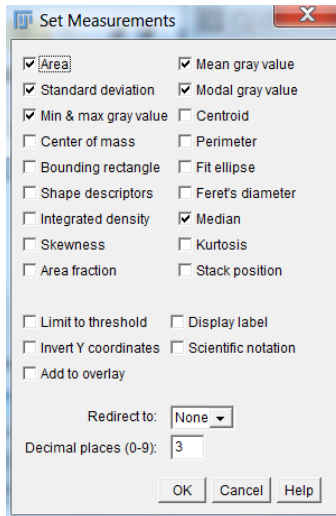 Set Measurements
Area Mean gray value
Standard deviation Modal gray value
Min & max gray value Centroid
Center of mass Perimeter
Bounding rectangle Fit ellipse
Shape descriptors Feret's diameter
Integrated density Median
Skewness Kurtosis
Area fraction Stack position
Limit to threshold Display label
Invert Y coordinates Scientific notation
Add to overlay
Redirect to: None
Decimal places (0-9): 3
OK Cancel Help